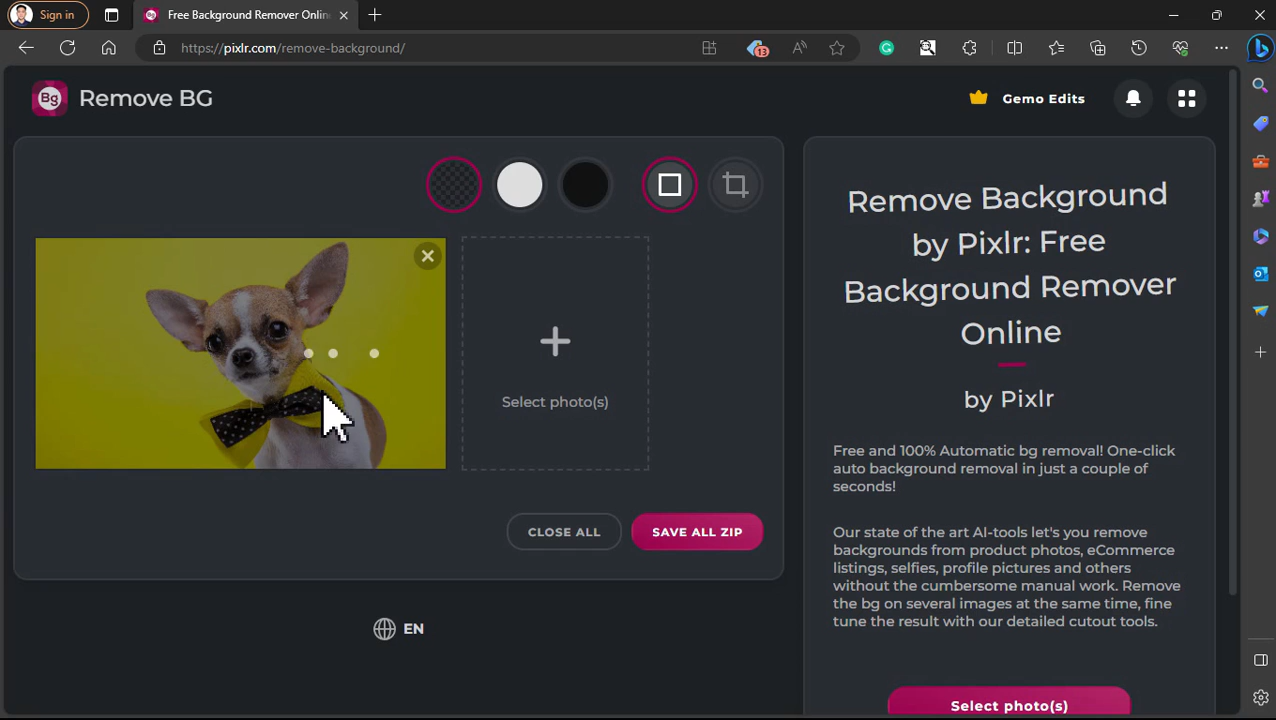 Sign in
Free Background Remover Onlin
https://pixlr.com/remove-background/
13
Bg Remove BG
Gemo Edits
Remove Background
by Pixlr: Free
Background Remover
Online
by Pixlr
Select photo(s)
Free and 100% Automatic bg removal! One-click
auto background removal in just a couple of
seconds!
CLOSE ALL
SAVE ALL ZIP
Our state of the art AI-tools let's you remove
backgrounds from product photos, eCommerce
listings, selfies, profile pictures and others
without the cumbersome manual work. Remove
the bg on several images at the same time, fine
tune the result with our detailed cutout tools.
EN
Select photo(s)